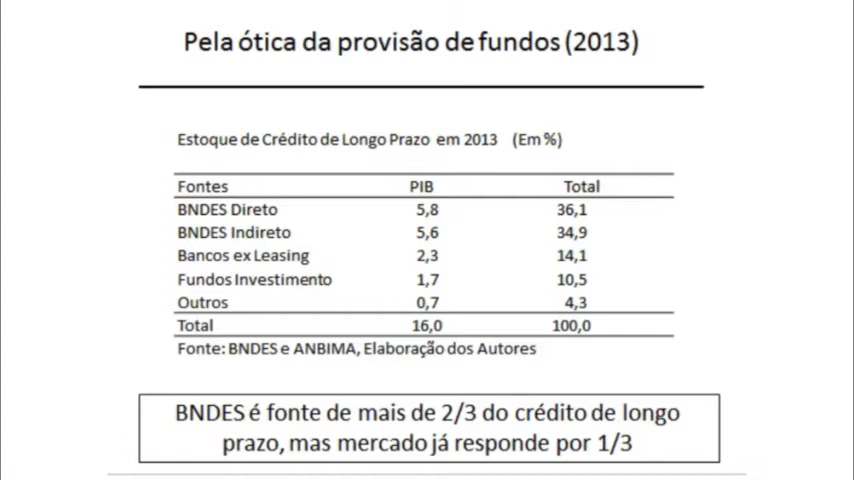 Pela ótica da provisão de fundos (2013)
Estoque de Crédito de Longo Prazo em 2013 (Em %)
Fontes PIB Total
BNDES Direto 5,8 36,1
BNDES Indireto 5,6 34,9
Bancos ex Leasing 2,3 14,1
Fundos Investimento 1,7 10,5
Outros 0,7 4,3
Total 16,0 100,0
Fonte: BNDES e ANBIMA, Elaboração dos Autores
BNDES é fonte de mais de 2/3 do crédito de longo
prazo, mas mercado já responde por 1/3